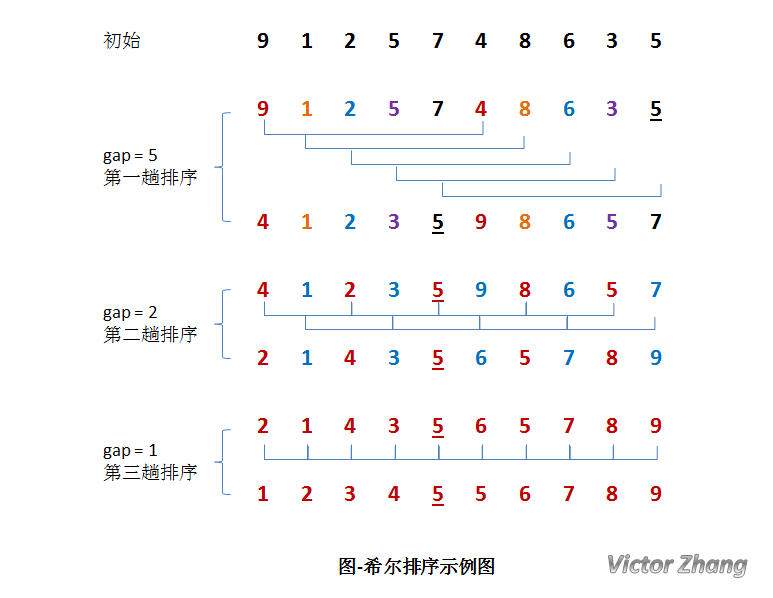 初始 9 1 2 5 7 4 8 6 3 5
9 1 2 5 7 4 8 6 3 5
gap = 5
第一趟排序
4 1 2 3 5 9 8 6 5 7
4 1 2 3 5 9 8 6 5 7
gap = 2
第二趟排序
2 1 4 3 5 6 5 7 8 9
2 1 4 3 5 6 5 7 8 9
gap = 1
第三趟排序
1 2 3 4 5 5 6 7 8 9
图-希尔排序示例图
Victor Zhang